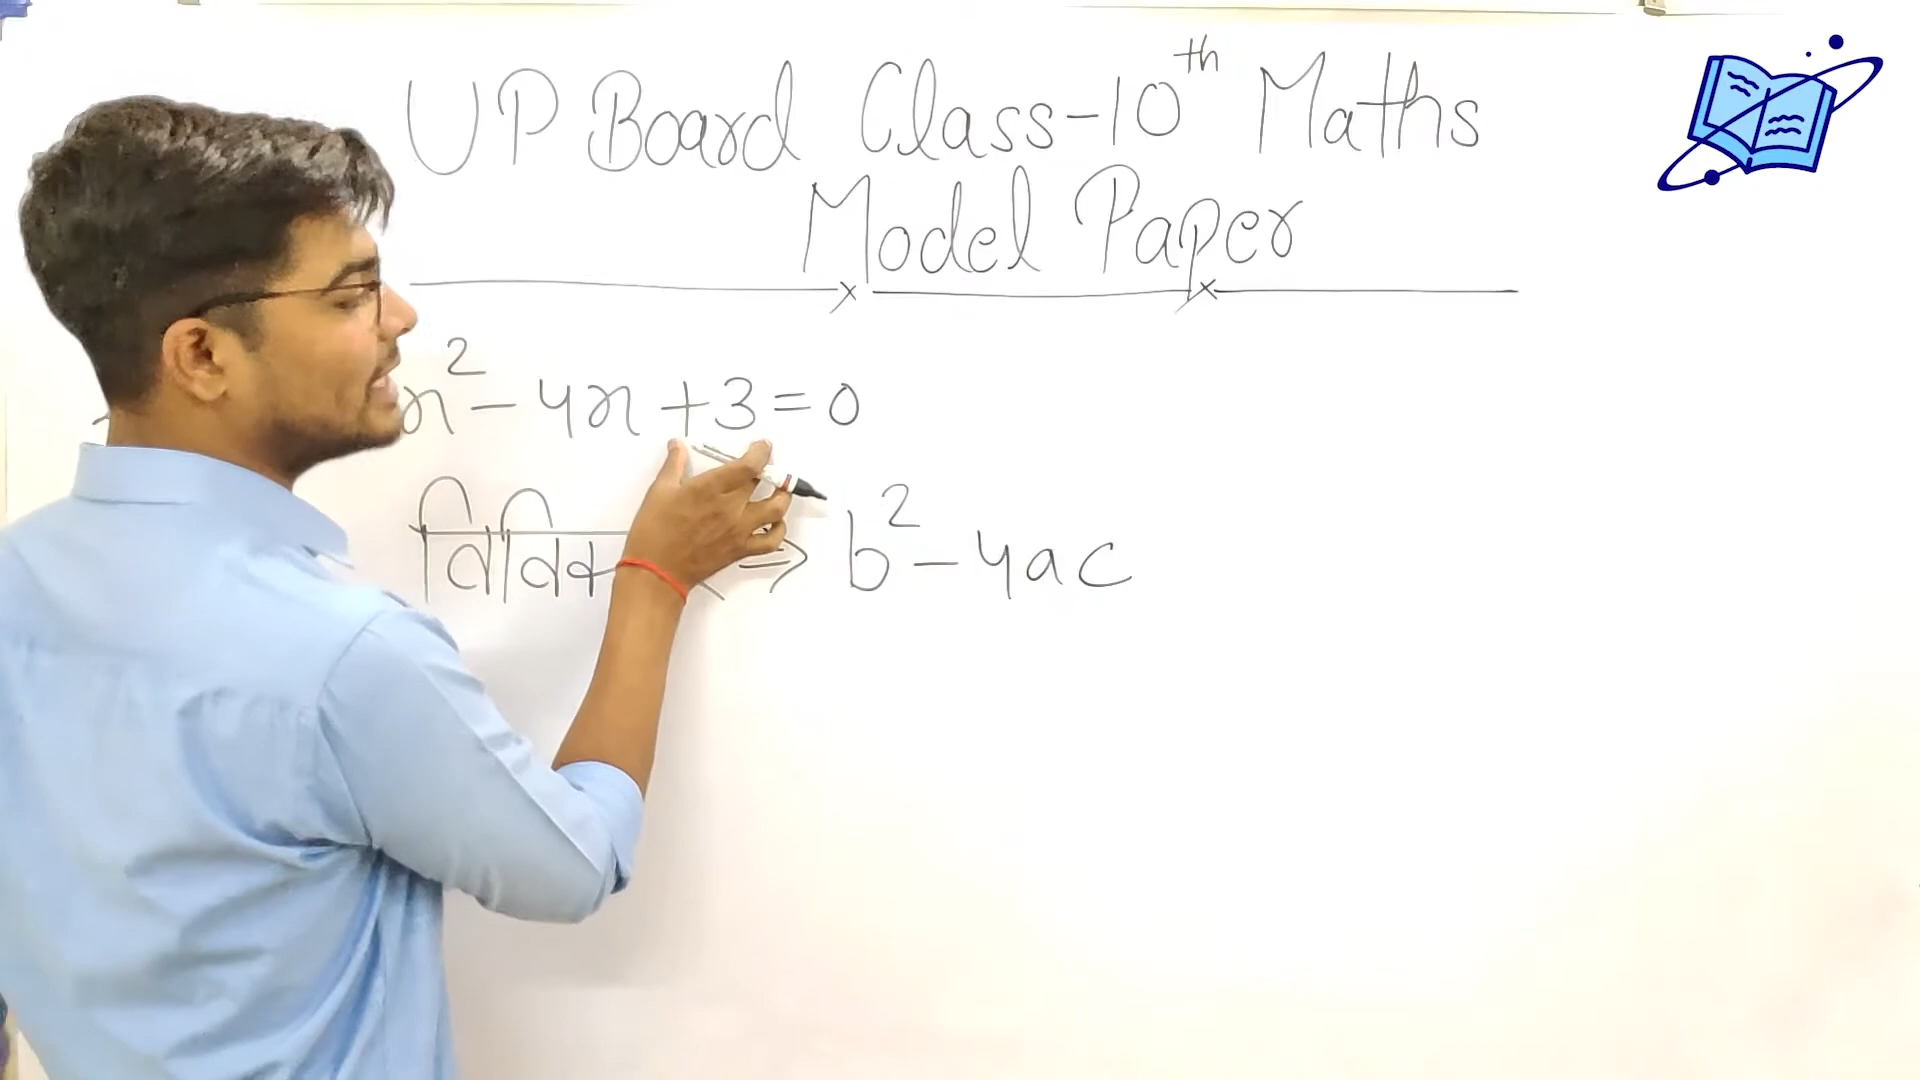 UP Board Class-10th Maths
Model Paper
x² - 4x + 3 = 0
⇒ b² - 4ac